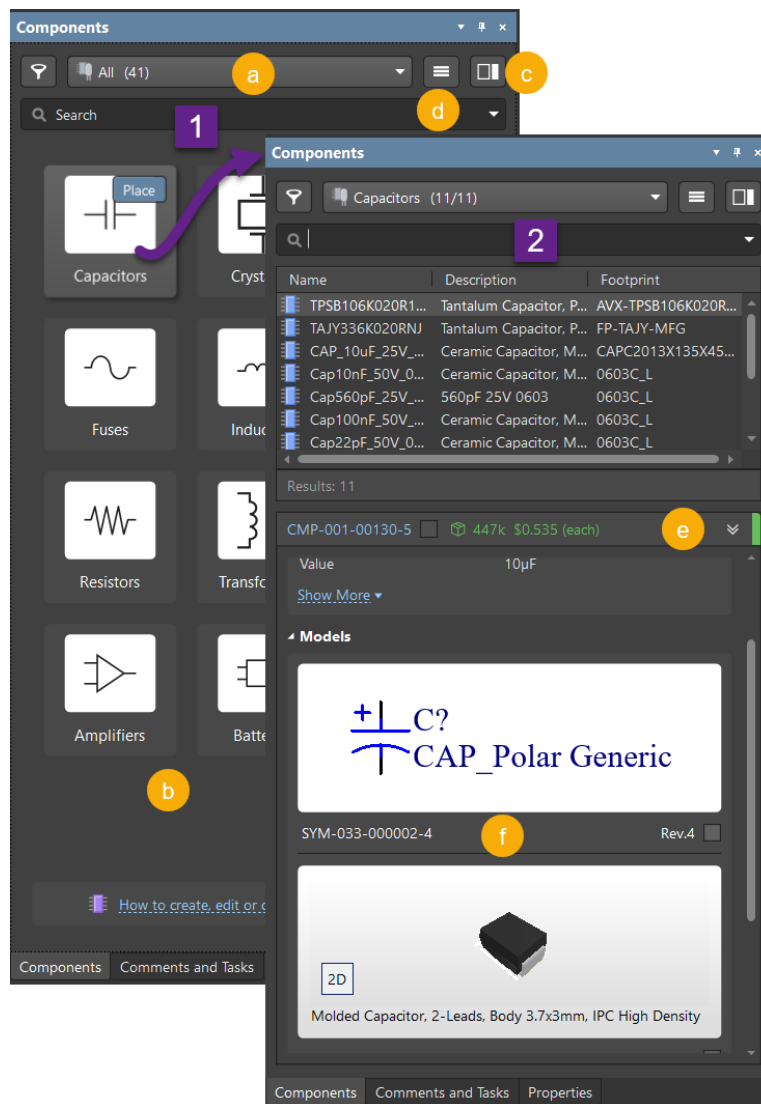 Components
All (41)
a
c
Search
d
1
Place
Capacitors
Cryst
Fuses
Induc
Resistors
Transfo
Amplifiers
Batte
b
How to create, edit or c
Components Comments and Tasks
Components
Capacitors (11/11)
2
Name Description Footprint
TPSB106K020R1... Tantalum Capacitor, P... AVX-TPSB106K020R...
TAJY336K020RNJ Tantalum Capacitor, P... FP-TAJY-MFG
CAP_10uF_25V_... Ceramic Capacitor, M... CAPC2013X135X45...
Cap10nF_50V_0... Ceramic Capacitor, M... 0603C_L
Cap560pF_25V_... 560pF 25V 0603 0603C_L
Cap100nF_50V_... Ceramic Capacitor, M... 0603C_L
Cap22pF_50V_0... Ceramic Capacitor, M... 0603C_L
Results: 11
CMP-001-00130-5 447k $0.535 (each) e
Value 10µF
Show More
Models
C?
CAP_Polar Generic
SYM-033-000002-4 f Rev.4
2D
Molded Capacitor, 2-Leads, Body 3.7x3mm, IPC High Density
Components Comments and Tasks Properties